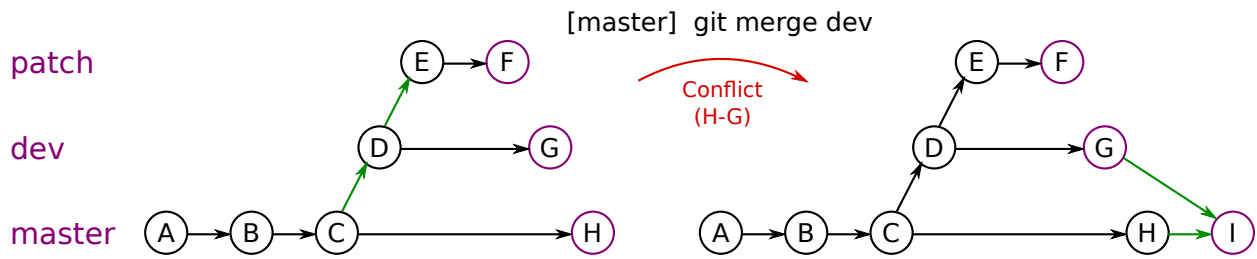 [master] git merge dev
patch E F Conflict E F
(H-G)
dev D G D G
master A B C H A B C H I